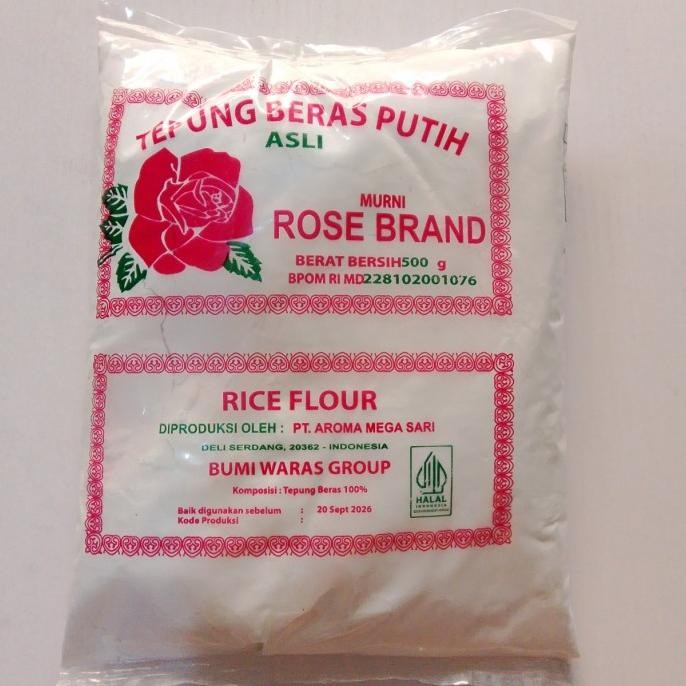 TEPUNG BERAS PUTIH
ASLI
MURNI
ROSE BRAND
BERAT BERSIH500 g
BPOM RI MD228102001076
RICE FLOUR
DIPRODUKSI OLEH : PT. AROMA MEGA SARI
DELI SERDANG, 20362 - INDONESIA
BUMI WARAS GROUP
Komposisi : Tepung Beras 100%
Baik digunakan sebelum : 20 Sept 2026
Kode Produksi :
HALAL
INDONESIA